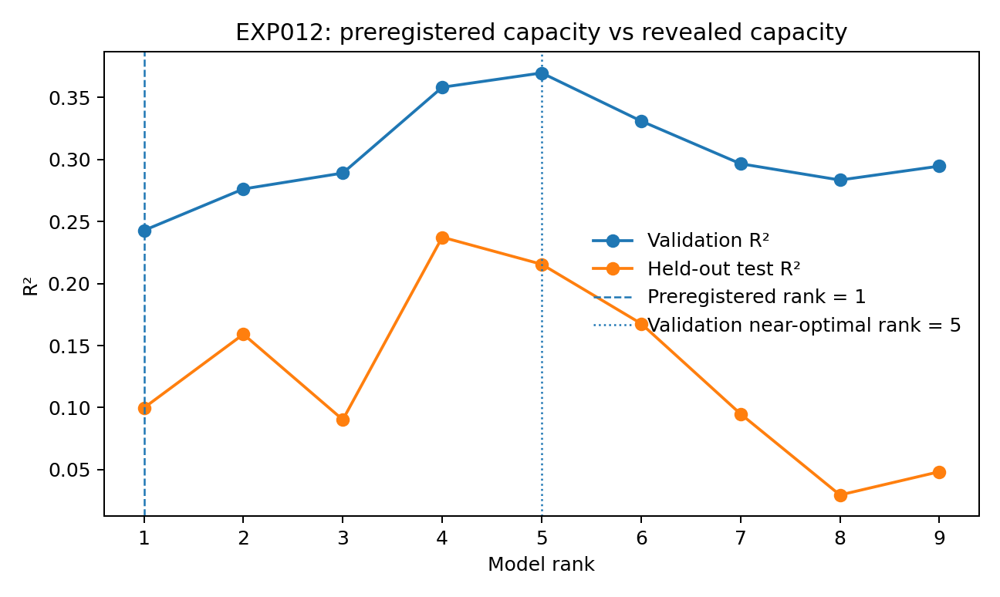 EXP012: preregistered capacity vs revealed capacity
R²
0.35
0.30
0.25
0.20
0.15
0.10
0.05
Validation R²
Held-out test R²
Preregistered rank = 1
Validation near-optimal rank = 5
1 2 3 4 5 6 7 8 9
Model rank